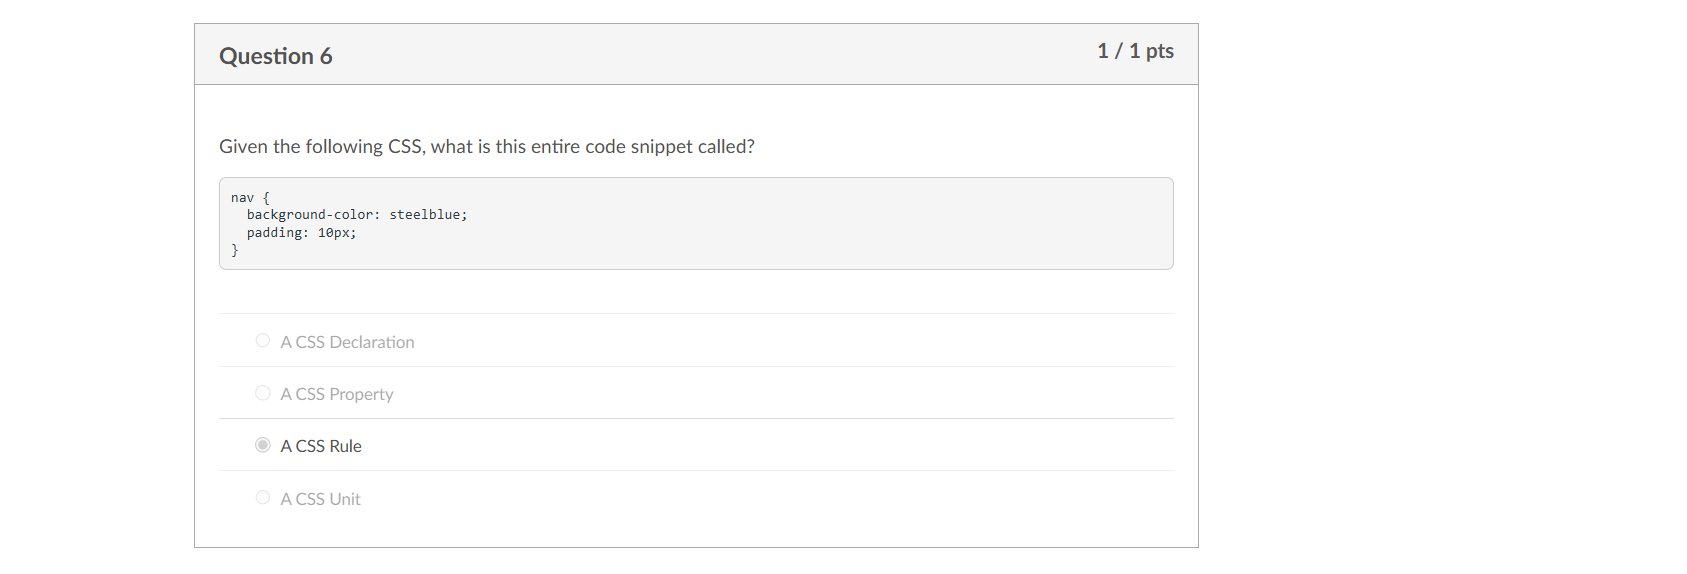 Question 6
1 / 1 pts
Given the following CSS, what is this entire code snippet called?
nav {
  background-color: steelblue;
  padding: 10px;
}
A CSS Declaration
A CSS Property
A CSS Rule
A CSS Unit